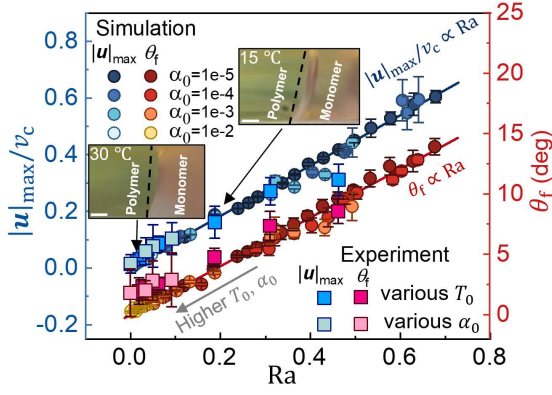 Simulation
|u|max θf
α0=1e-5
α0=1e-4
α0=1e-3
α0=1e-2
15 °C
Polymer
Monomer
30 °C
Polymer
Monomer
|u|max/vc ∝ Ra
θf ∝ Ra
Higher T0, α0
Experiment
|u|max θf
various T0
various α0
|u|max/vc
0.8
0.6
0.4
0.2
0.0
-0.2
θf (deg)
25
20
15
10
5
0
0.0 0.2 0.4 0.6 0.8
Ra